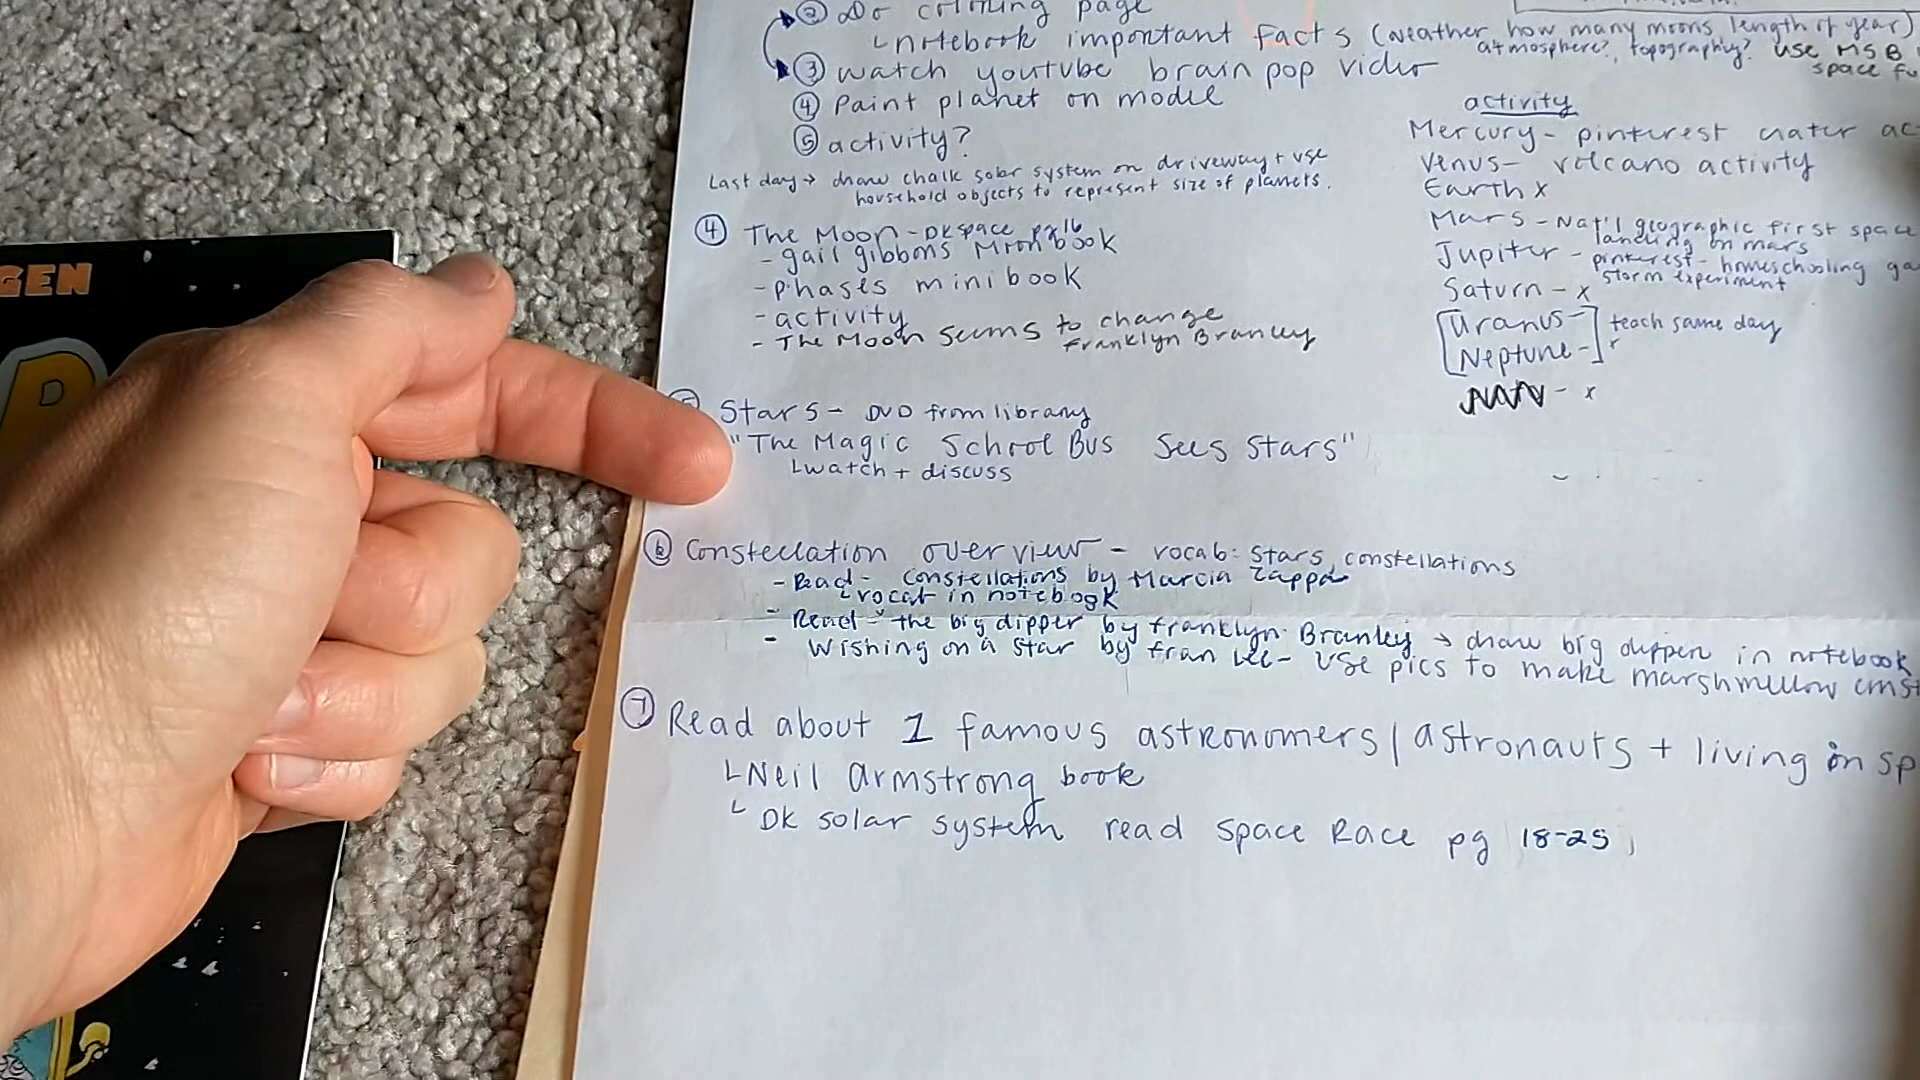 ② Do coloring page
└ notebook important facts (weather how many moons, length of year)
atmosphere?, topography? use MSB
space
③ watch youtube brain pop video
④ Paint planet on model
⑤ activity?
Last day → draw chalk solar system on driveway + use
household objects to represent size of planets.
activity
Mercury - pinterest crater
Venus - volcano activity
Earth x
Mars - Nat'l geographic first space
landing on mars
Jupiter - pinterest - homeschooling
storm experiment
Saturn - x
[Uranus -] teach same day
[Neptune -]
- x
④ The Moon - DK space pg 16
- gail gibbons Moon book
- phases mini book
- activity
- The Moon seems to change
Franklyn Branley
Stars - DVD from library
"The Magic School Bus Sees Stars"
└ watch + discuss
⑥ Constellation overview - vocab: stars, constellations
- Read - Constellations by Marcia Zappa
└ vocab in notebook
- Read - the big dipper by franklyn Branley → draw big dipper in notebook
- Wishing on a Star by fran Lee - use pics to make marshmellow
⑦ Read about 1 famous astronomers / astronauts + living in
└ Neil Armstrong book
└ DK solar system read space Race pg 18-25
GEN